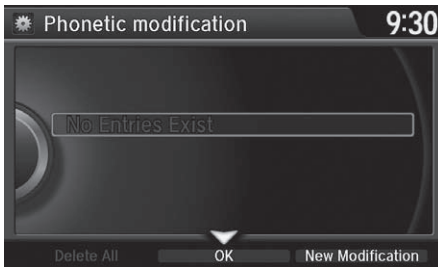 Phonetic modification 9:30
No Entries Exist
Delete All OK New Modification